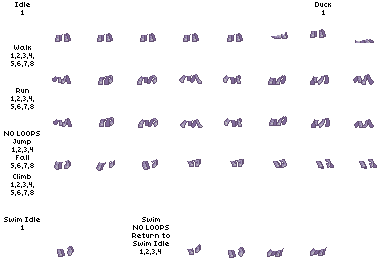 Idle
1
Duck
1
Walk
1,2,3,4,
5,6,7,8
Run
1,2,3,4,
5,6,7,8
NO LOOPS
Jump
1,2,3,4
Fall
5,6,7,8
Climb
1,2,3,4,
5,6,7,8
Swim Idle
1
Swim
NO LOOPS
Return to
Swim Idle
1,2,3,4